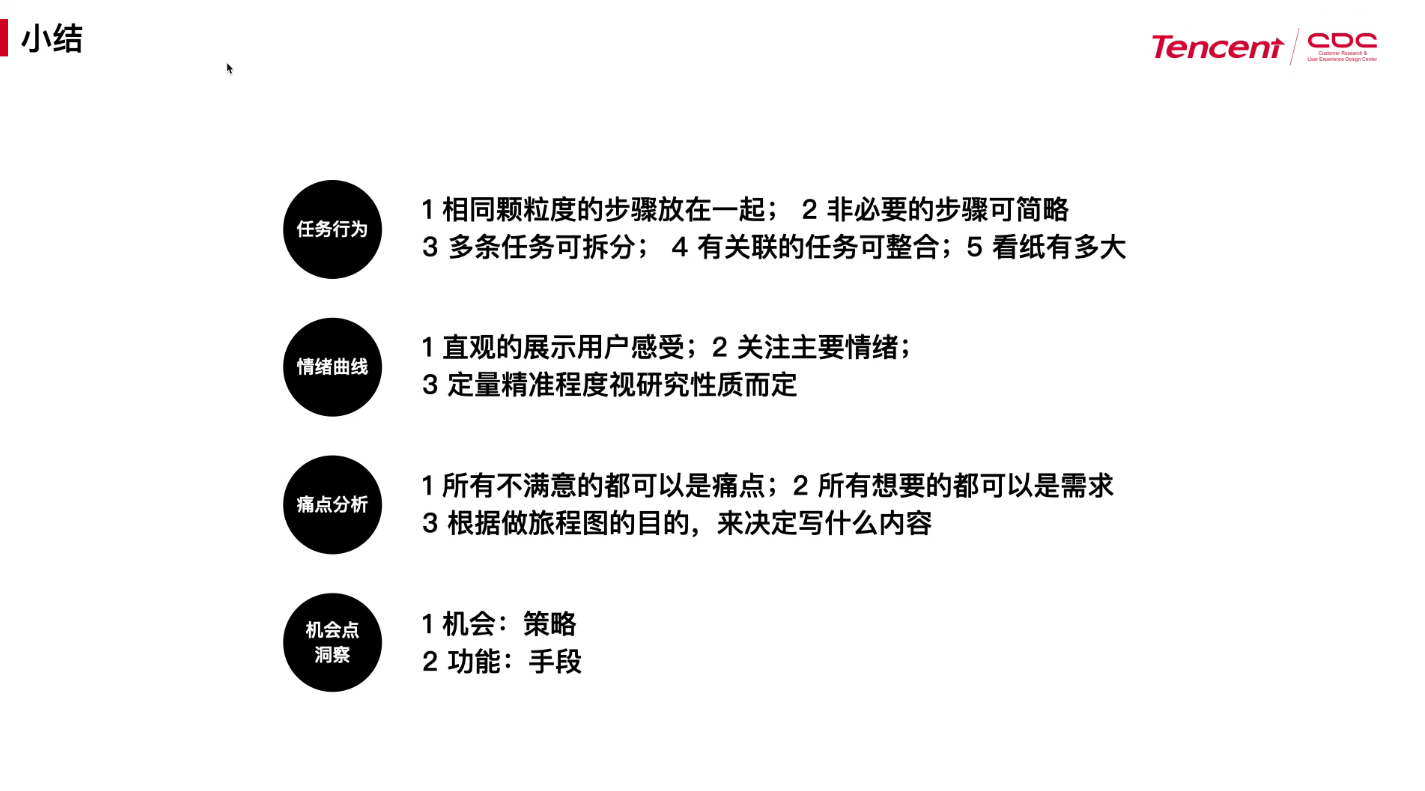 小结
Tencent
CDC
Customer Research &
User Experience Design Center
任务行为
1 相同颗粒度的步骤放在一起； 2 非必要的步骤可简略
3 多条任务可拆分； 4 有关联的任务可整合；5 看纸有多大
情绪曲线
1 直观的展示用户感受；2 关注主要情绪；
3 定量精准程度视研究性质而定
痛点分析
1 所有不满意的都可以是痛点；2 所有想要的都可以是需求
3 根据做旅程图的目的，来决定写什么内容
机会点
洞察
1 机会：策略
2 功能：手段